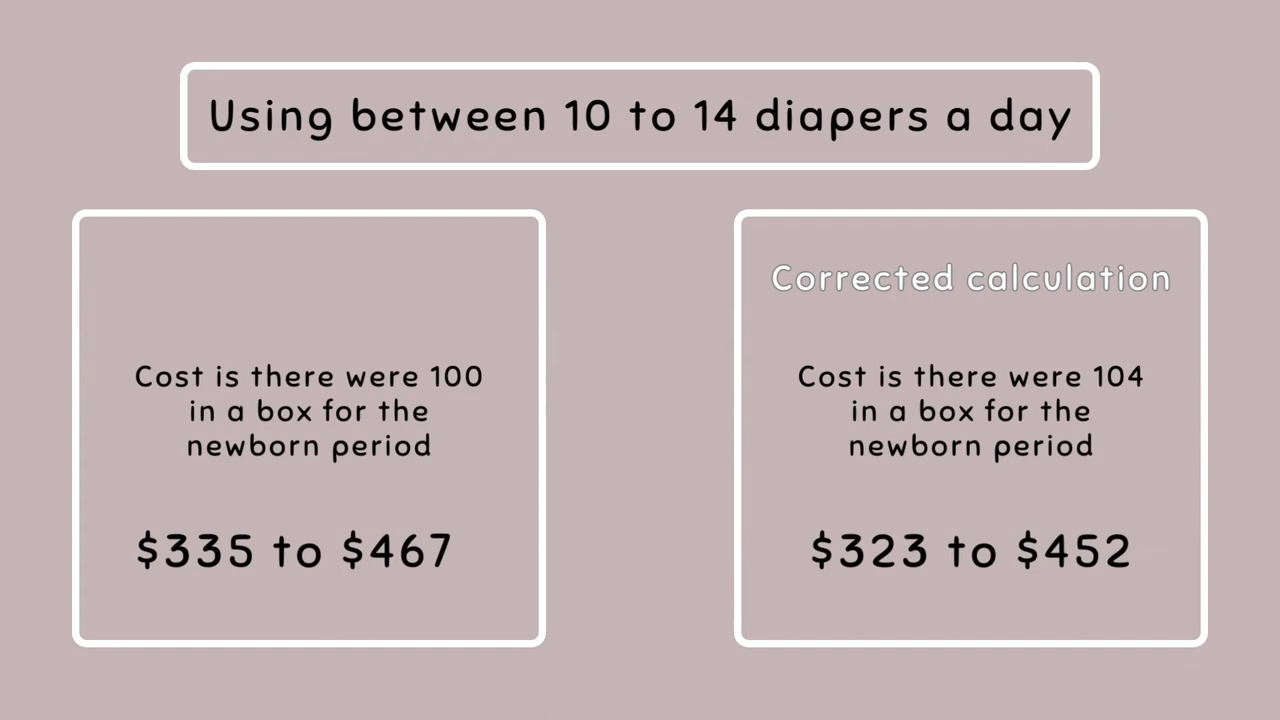 Using between 10 to 14 diapers a day
Cost is there were 100
in a box for the
newborn period
$335 to $467
Corrected calculation
Cost is there were 104
in a box for the
newborn period
$323 to $452